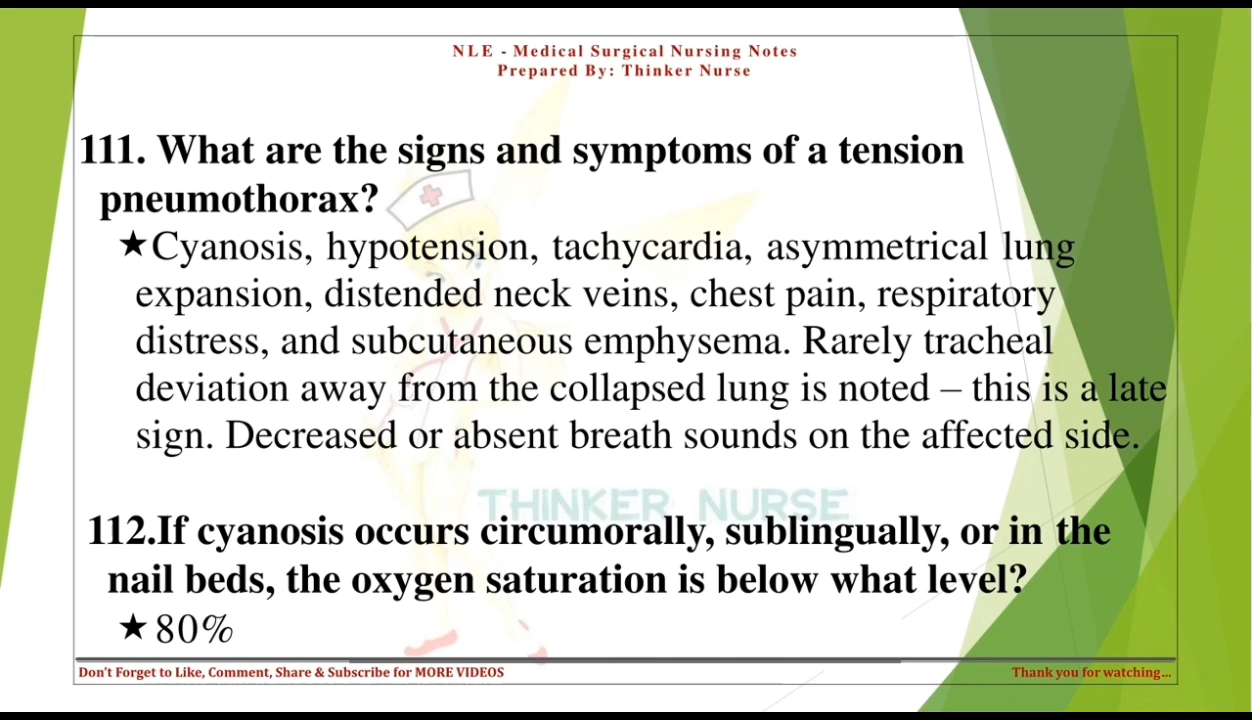 NLE - Medical Surgical Nursing Notes
Prepared By: Thinker Nurse
111. What are the signs and symptoms of a tension
pneumothorax?
★Cyanosis, hypotension, tachycardia, asymmetrical lung
expansion, distended neck veins, chest pain, respiratory
distress, and subcutaneous emphysema. Rarely tracheal
deviation away from the collapsed lung is noted – this is a late
sign. Decreased or absent breath sounds on the affected side.
THINKER NURSE
112.If cyanosis occurs circumorally, sublingually, or in the
nail beds, the oxygen saturation is below what level?
★80%
Don't Forget to Like, Comment, Share & Subscribe for MORE VIDEOS
Thank you for watching...